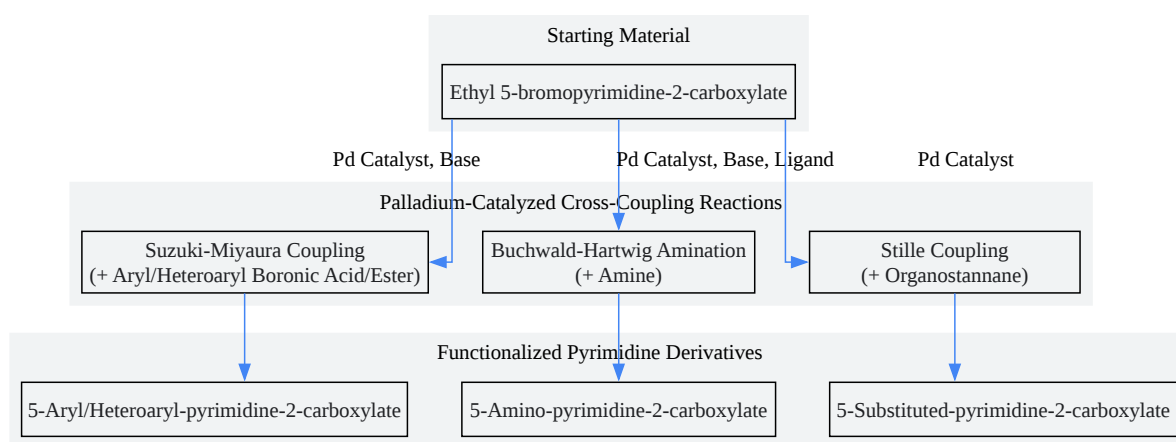 Starting Material
Ethyl 5-bromopyrimidine-2-carboxylate
Pd Catalyst, Base
Pd Catalyst, Base, Ligand
Pd Catalyst
Palladium-Catalyzed Cross-Coupling Reactions
Suzuki-Miyaura Coupling
(+ Aryl/Heteroaryl Boronic Acid/Ester)
Buchwald-Hartwig Amination
(+ Amine)
Stille Coupling
(+ Organostannane)
Functionalized Pyrimidine Derivatives
5-Aryl/Heteroaryl-pyrimidine-2-carboxylate
5-Amino-pyrimidine-2-carboxylate
5-Substituted-pyrimidine-2-carboxylate